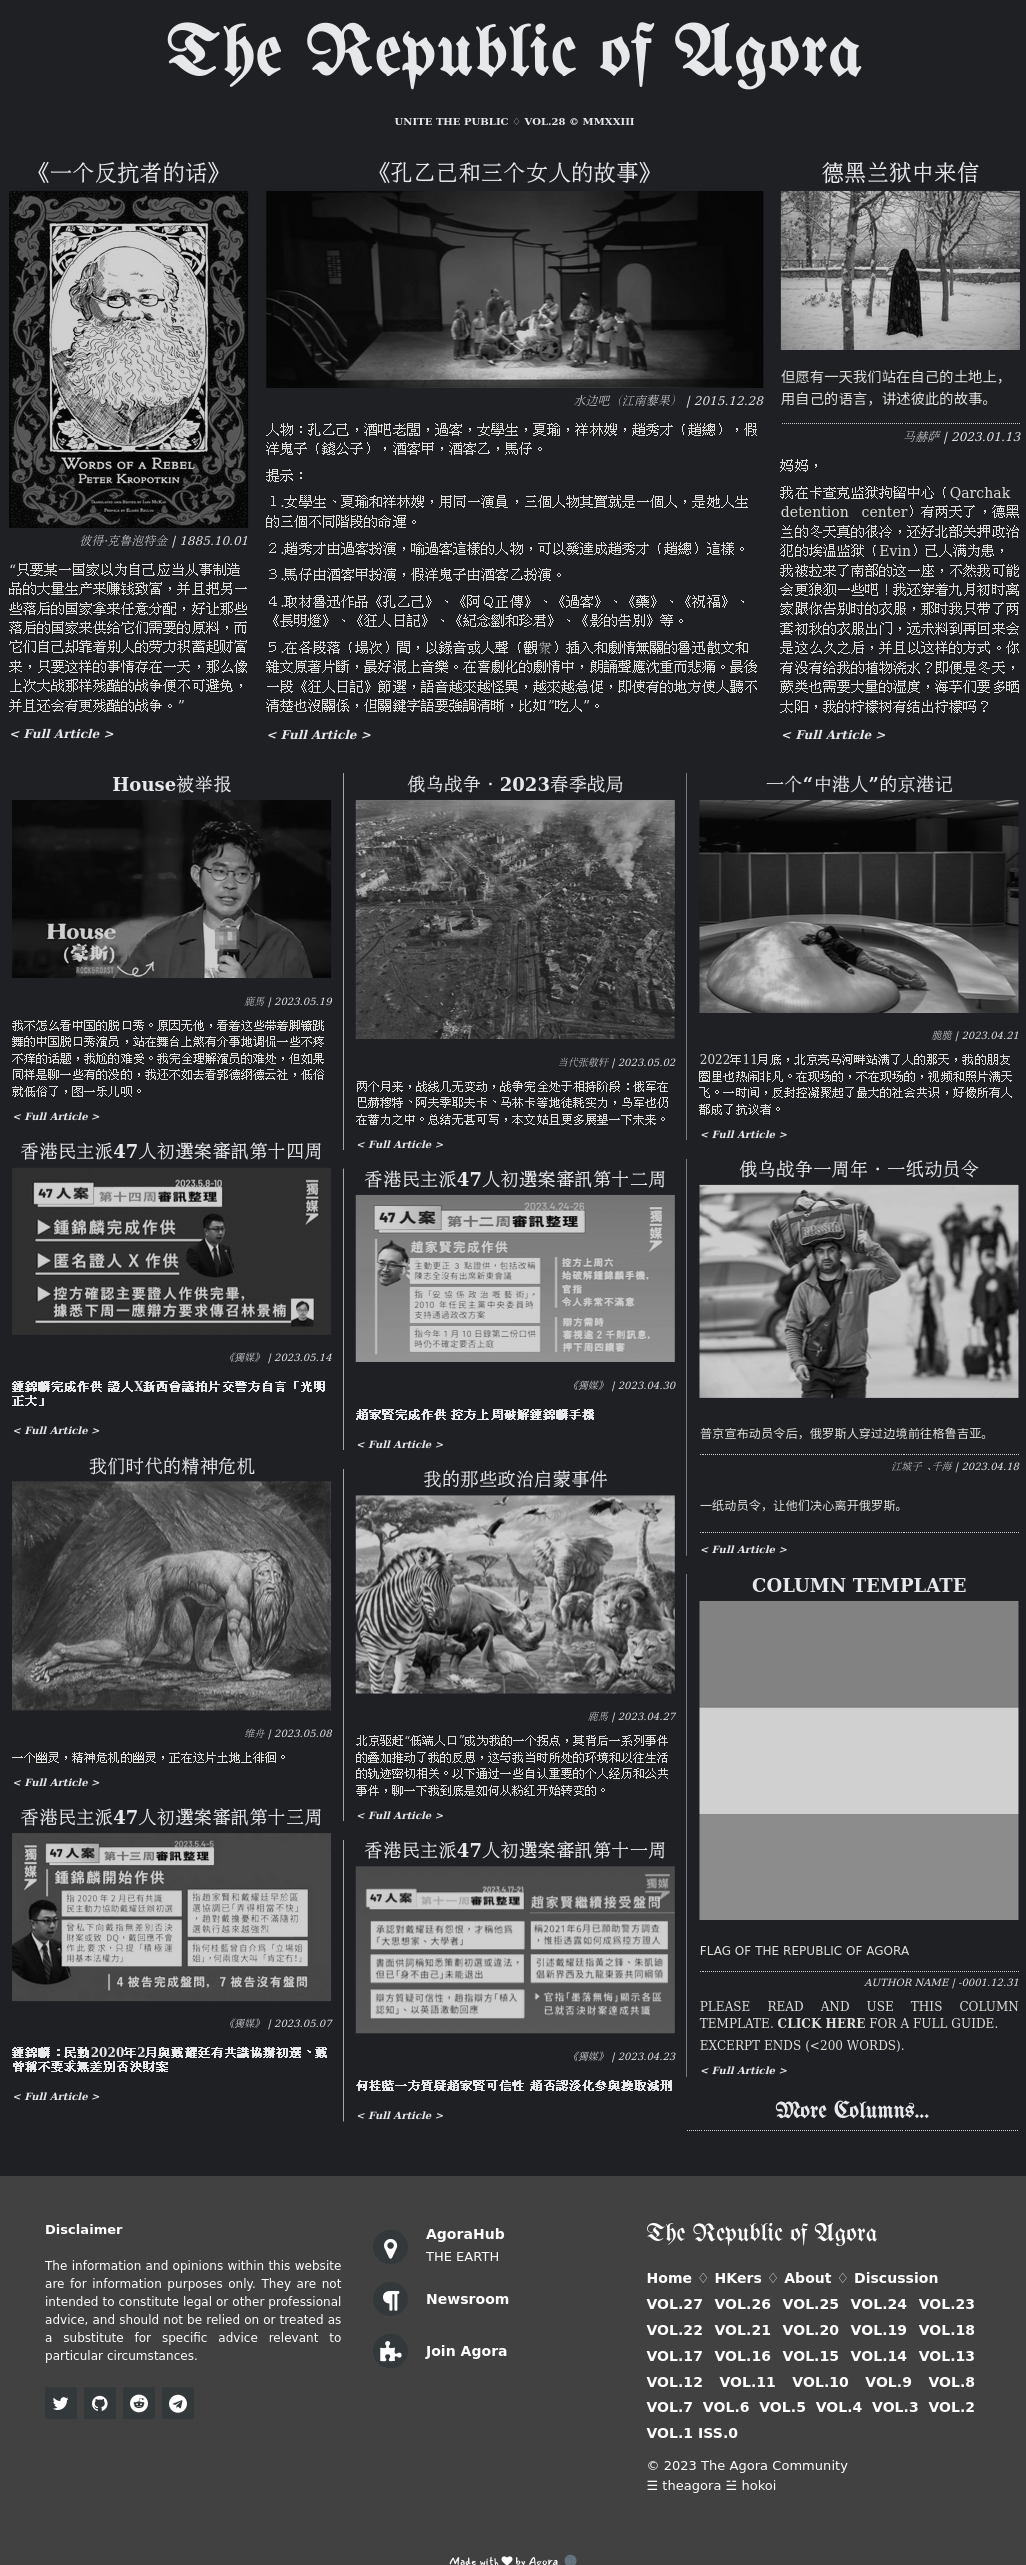 The Republic of Agora
UNITE THE PUBLIC ♢ VOL.28 © MMXXIII
《一个反抗者的话》
WORDS OF A REBEL
PETER KROPOTKIN
彼得·克鲁泡特金 | 1885.10.01
“只要某一国家以为自己应当从事制造
品的大量生产来赚钱致富，并且把另一
些落后的国家拿来任意分配，好让那些
落后的国家来供给它们需要的原料，而
它们自己却靠着别人的劳力积蓄起财富
来，只要这样的事情存在一天，那么像
上次大战那样残酷的战争便不可避免，
并且还会有更残酷的战争。”
< Full Article >
《孔乙己和三个女人的故事》
水边吧（江南藜果） | 2015.12.28
人物：孔乙己，酒吧老闆，過客，女學生，夏瑜，祥林嫂，趙秀才（趙總），假
洋鬼子（錢公子），酒客甲，酒客乙，馬仔。
提示：
１.女學生、夏瑜和祥林嫂，用同一演員，三個人物其實就是一個人，是她人生
的三個不同階段的命運。
２.趙秀才由過客扮演，喻過客這樣的人物，可以發達成趙秀才（趙總）這樣。
３.馬仔由酒客甲扮演，假洋鬼子由酒客乙扮演。
４.取材魯迅作品《孔乙己》、《阿Ｑ正傳》、《過客》、《藥》、《祝福》、
《長明燈》、《狂人日記》、《紀念劉和珍君》、《影的告別》等。
５.在各段落（場次）間，以錄音或人聲（觀眾）插入和劇情無關的魯迅散文和
雜文原著片斷，最好混上音樂。在喜劇化的劇情中，朗誦聲應沈重而悲痛。最後
一段《狂人日記》節選，語音越來越怪異，越來越急促，即使有的地方使人聽不
清楚也沒關係，但關鍵字語要強調清晰，比如“吃人”。
< Full Article >
德黑兰狱中来信
但愿有一天我们站在自己的土地上，
用自己的语言，讲述彼此的故事。
马赫萨 | 2023.01.13
妈妈，
我在卡查克监狱拘留中心（Qarchak
detention center）有两天了，德黑
兰的冬天真的很冷，还好北部关押政治
犯的埃温监狱（Evin）已人满为患，
我被拉来了南部的这一座，不然我可能
会更狼狈一些吧！我还穿着九月初时离
家跟你告别时的衣服，那时我只带了两
套初秋的衣服出门，远未料到再回来会
是这么久之后，并且以这样的方式。你
有没有给我的植物浇水？即便是冬天，
蕨类也需要大量的湿度，海芋们要多晒
太阳，我的柠檬树有结出柠檬吗？
< Full Article >
House被举报
House
(豪斯)
ROCK&ROAST
鹿馬 | 2023.05.19
我不怎么看中国的脱口秀。原因无他，看着这些带着脚镣跳
舞的中国脱口秀演员，站在舞台上煞有介事地调侃一些不疼
不痒的话题，我尬的难受。我完全理解演员的难处，但如果
同样是聊一些有的没的，我还不如去看郭德纲德云社，低俗
就低俗了，图一乐儿呗。
< Full Article >
香港民主派47人初選案審訊第十四周
2023.5.8-10
47 人案 第十四周審訊整理
獨媒
▶鍾錦麟完成作供
▶匿名證人 X 作供
▶控方確認主要證人作供完畢，
據悉下周一應辯方要求傳召林景楠
《獨媒》 | 2023.05.14
鍾錦麟完成作供 證人X新西會議拍片交警方自言「光明
正大」
< Full Article >
我们时代的精神危机
维舟 | 2023.05.08
一个幽灵，精神危机的幽灵，正在这片土地上徘徊。
< Full Article >
香港民主派47人初選案審訊第十三周
2023.5.4-5
47 人案 第十三周審訊整理
獨媒
鍾錦麟開始作供
指 2020 年 2 月已有共識
民主動力協助戴耀廷辦初選
曾私下向戴指無差別否決
財案或致 DQ，戴回應不會
作此要求，只提「積極運
用基本法權力」
指趙家賢和戴耀廷早於區
選協調已「弄得相當不快」
，趙對戴擔憂和不滿隨初
選執行越來越強烈
指何桂藍曾自介為「立場姐
姐」，何兩度大叫「肯定冇！」
4 被告完成盤問，7 被告沒有盤問
《獨媒》 | 2023.05.07
鍾錦麟：民動2020年2月與戴耀廷有共識協辦初選、戴
曾稱不要求無差別否決財案
< Full Article >
俄乌战争・2023春季战局
当代张敬轩 | 2023.05.02
两个月来，战线几无变动，战争完全处于相持阶段：俄军在
巴赫穆特、阿夫季耶夫卡、马林卡等地徒耗实力，乌军也仍
在蓄力之中。总结无甚可写，本文姑且更多展望一下未来。
< Full Article >
香港民主派47人初選案審訊第十二周
2023.4.24-26
47 人案 第十二周審訊整理
獨媒
趙家賢完成作供
主動更正 3 點證供，包括改稱
陳志全沒有出席新東會議
指「妥協係政治嘅藝術」，
2010 年任民主黨中央委員時
支持通過政改方案
指今年 1 月 10 日錄第二份口供
時仍不確定要否上庭
控方上周六
始破解鍾錦麟手機，
官指
令人非常不滿意
辯方需時
審視逾 2 千則訊息，
押下周四續審
《獨媒》 | 2023.04.30
趙家賢完成作供 控方上周破解鍾錦麟手機
< Full Article >
我的那些政治启蒙事件
鹿馬 | 2023.04.27
北京驱赶“低端人口”成为我的一个拐点，其背后一系列事件
的叠加推动了我的反思，这与我当时所处的环境和以往生活
的轨迹密切相关。以下通过一些自认重要的个人经历和公共
事件，聊一下我到底是如何从粉红开始转变的。
< Full Article >
香港民主派47人初選案審訊第十一周
2023.4.17-21
47 人案 第十一周審訊整理
獨媒
趙家賢繼續接受盤問
承認對戴耀廷有怨恨，字稱他為
「大思想家、大學者」
書面供詞稱知悉策劃初選或違法，
但已「身不由己」未能退出
辯方質疑可信性，趙指辯方「植入
認知」、以英語激動回應
稱2021年6月已願助警方調查
，惟拒透露如何成為控方證人
引述戴耀廷指黃之鋒、朱凱廸
倡新界西及九龍東簽共同綱領
▶官指「墨落無悔」顯示各區
已就否決財案達成共識
《獨媒》 | 2023.04.23
何桂藍一方質疑趙家賢可信性 趙否認淡化參與換取減刑
< Full Article >
一个“中港人”的京港记
脆脆 | 2023.04.21
2022年11月底，北京亮马河畔站满了人的那天，我的朋友
圈里也热闹非凡。在现场的，不在现场的，视频和照片满天
飞。一时间，反封控凝聚起了最大的社会共识，好像所有人
都成了抗议者。
< Full Article >
俄乌战争一周年・一纸动员令
普京宣布动员令后，俄罗斯人穿过边境前往格鲁吉亚。
江城子、千海 | 2023.04.18
一纸动员令，让他们决心离开俄罗斯。
< Full Article >
COLUMN TEMPLATE
FLAG OF THE REPUBLIC OF AGORA
AUTHOR NAME | -0001.12.31
PLEASE READ AND USE THIS COLUMN
TEMPLATE. CLICK HERE FOR A FULL GUIDE.
EXCERPT ENDS (<200 WORDS).
< Full Article >
More Columns...
Disclaimer
The information and opinions within this website
are for information purposes only. They are not
intended to constitute legal or other professional
advice, and should not be relied on or treated as
a substitute for specific advice relevant to
particular circumstances.
AgoraHub
THE EARTH
Newsroom
Join Agora
The Republic of Agora
Home ♢ HKers ♢ About ♢ Discussion
VOL.27 VOL.26 VOL.25 VOL.24 VOL.23
VOL.22 VOL.21 VOL.20 VOL.19 VOL.18
VOL.17 VOL.16 VOL.15 VOL.14 VOL.13
VOL.12 VOL.11 VOL.10 VOL.9 VOL.8
VOL.7 VOL.6 VOL.5 VOL.4 VOL.3 VOL.2
VOL.1 ISS.0
© 2023 The Agora Community
☰ theagora ☵ hokoi
Made with ♥ by Agora